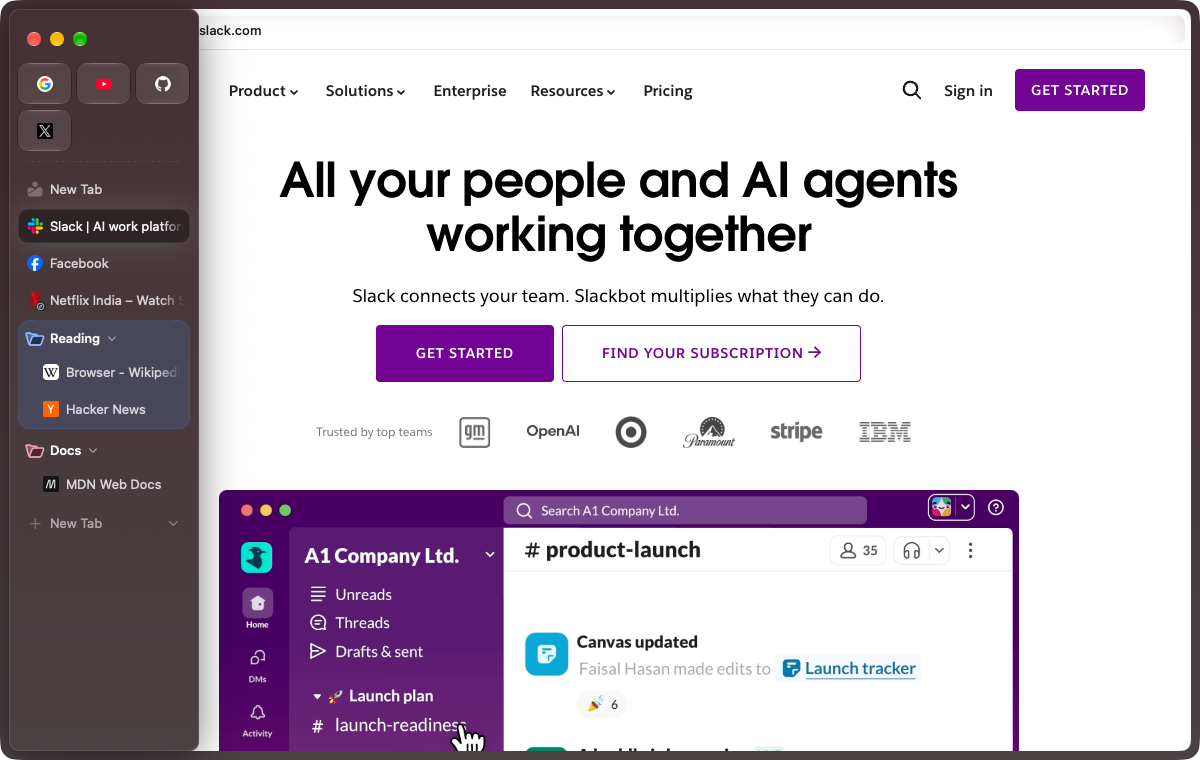 slack.com
New Tab
Slack | AI work platfor
Facebook
Netflix India – Watch
Reading
Browser - Wikiped
Hacker News
Docs
MDN Web Docs
New Tab
Product
Solutions
Enterprise
Resources
Pricing
Sign in
GET STARTED
All your people and AI agents
working together
Slack connects your team. Slackbot multiplies what they can do.
GET STARTED
FIND YOUR SUBSCRIPTION →
Trusted by top teams
gm
OpenAI
Paramount
stripe
IBM
Search A1 Company Ltd.
A1 Company Ltd.
Home
DMs
Activity
Unreads
Threads
Drafts & sent
🚀 Launch plan
# launch-readiness
# product-launch
35
Canvas updated
Faisal Hasan made edits to Launch tracker
🎉 6